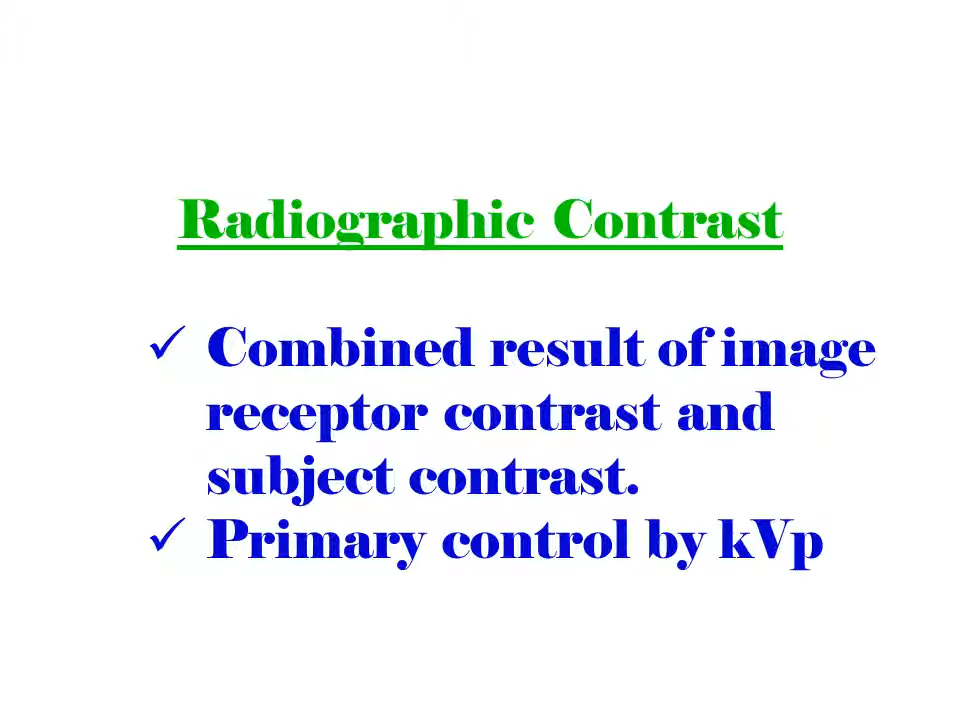 Radiographic Contrast
✓ Combined result of image
receptor contrast and
subject contrast.
✓ Primary control by kVp